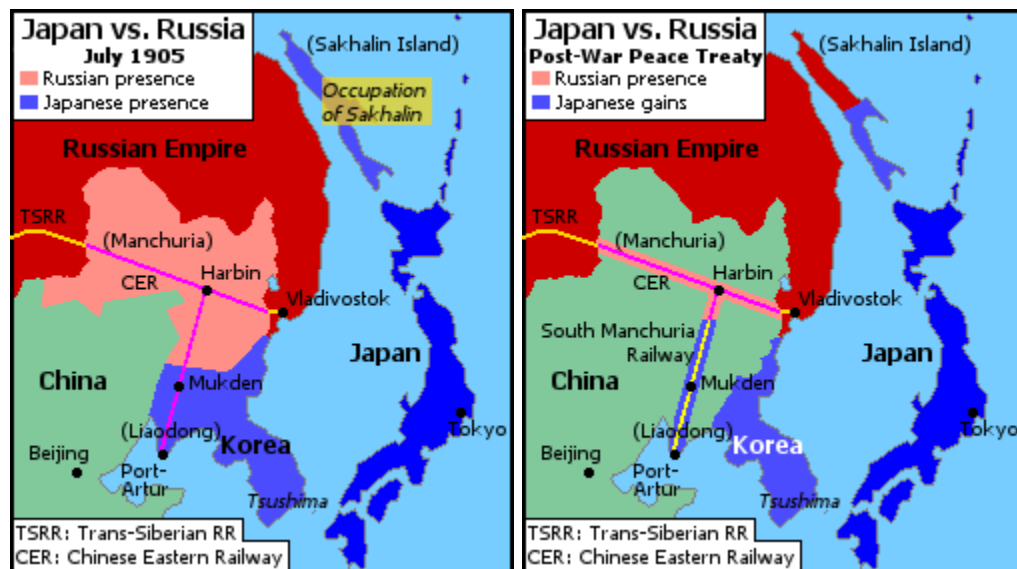 Japan vs. Russia
July 1905
Russian presence
Japanese presence
(Sakhalin Island)
Occupation
of Sakhalin
Russian Empire
TSRR
(Manchuria)
CER
Harbin
Vladivostok
Japan
China
Mukden
(Liaodong)
Korea
Tokyo
Beijing
Port-
Artur
Tsushima
TSRR: Trans-Siberian RR
CER: Chinese Eastern Railway
Japan vs. Russia
Post-War Peace Treaty
Russian presence
Japanese gains
(Sakhalin Island)
Russian Empire
TSRR
(Manchuria)
CER
Harbin
Vladivostok
South Manchuria
Railway
Japan
China
Mukden
(Liaodong)
Korea
Tokyo
Beijing
Port-
Artur
Tsushima
TSRR: Trans-Siberian RR
CER: Chinese Eastern Railway